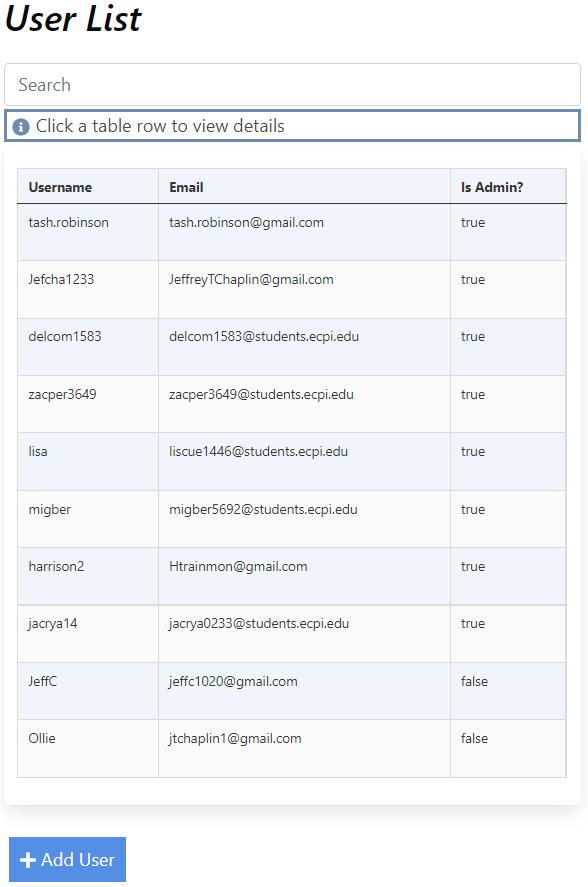 User List
Search
Click a table row to view details
Username Email Is Admin?
tash.robinson tash.robinson@gmail.com true
Jefcha1233 JeffreyTChaplin@gmail.com true
delcom1583 delcom1583@students.ecpi.edu true
zacper3649 zacper3649@students.ecpi.edu true
lisa liscue1446@students.ecpi.edu true
migber migber5692@students.ecpi.edu true
harrison2 Htrainmon@gmail.com true
jacrya14 jacrya0233@students.ecpi.edu true
JeffC jeffc1020@gmail.com false
Ollie jtchaplin1@gmail.com false
Add User